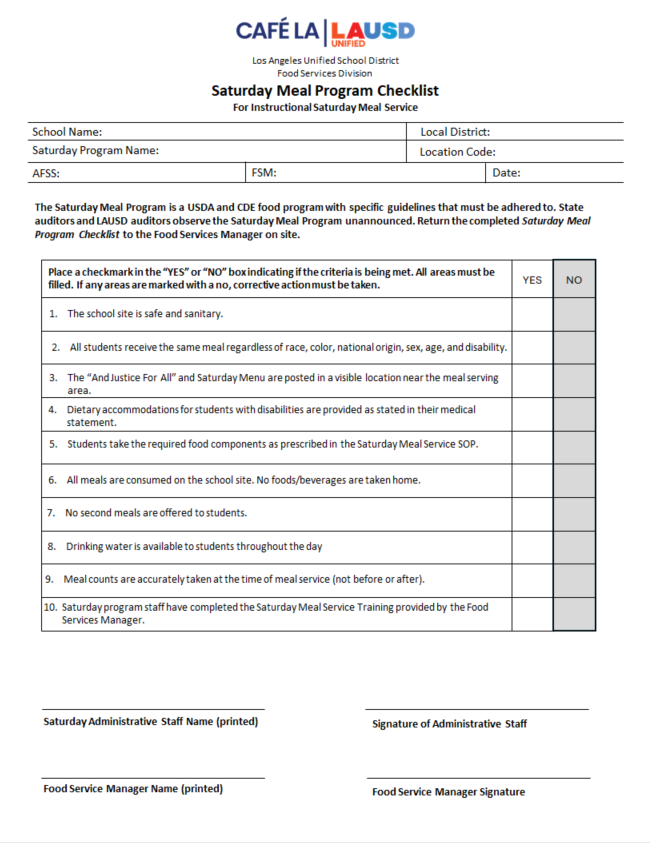 CAFÉ LA LAUSD
UNIFIED
Los Angeles Unified School District
Food Services Division
Saturday Meal Program Checklist
For Instructional Saturday Meal Service
School Name: Local District:
Saturday Program Name: Location Code:
AFSS: FSM: Date:
The Saturday Meal Program is a USDA and CDE food program with specific guidelines that must be adhered to. State
auditors and LAUSD auditors observe the Saturday Meal Program unannounced. Return the completed Saturday Meal
Program Checklist to the Food Services Manager on site.
Place a checkmark in the “YES” or “NO” box indicating if the criteria is being met. All areas must be
filled. If any areas are marked with a no, corrective action must be taken.
YES NO
1. The school site is safe and sanitary.
2. All students receive the same meal regardless of race, color, national origin, sex, age, and disability.
3. The “And Justice For All” and Saturday Menu are posted in a visible location near the meal serving
area.
4. Dietary accommodations for students with disabilities are provided as stated in their medical
statement.
5. Students take the required food components as prescribed in the Saturday Meal Service SOP.
6. All meals are consumed on the school site. No foods/beverages are taken home.
7. No second meals are offered to students.
8. Drinking water is available to students throughout the day
9. Meal counts are accurately taken at the time of meal service (not before or after).
10. Saturday program staff have completed the Saturday Meal Service Training provided by the Food
Services Manager.
Saturday Administrative Staff Name (printed) Signature of Administrative Staff
Food Service Manager Name (printed) Food Service Manager Signature